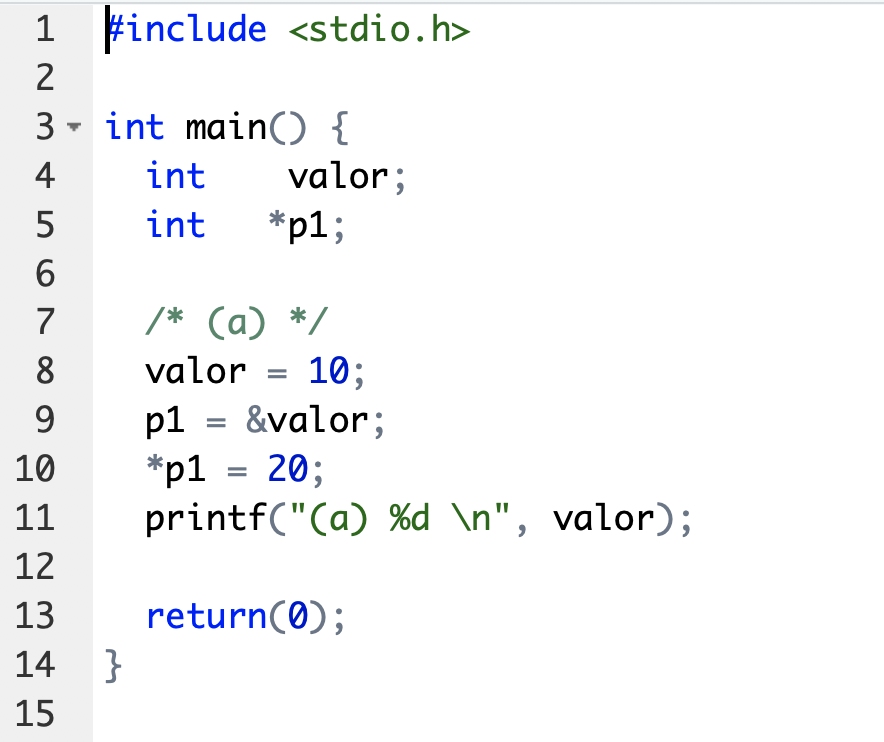 1 #include <stdio.h>
2
3 int main() {
4   int    valor;
5   int   *p1;
6
7   /* (a) */
8   valor = 10;
9   p1 = &valor;
10   *p1 = 20;
11   printf("(a) %d \n", valor);
12
13   return(0);
14 }
15